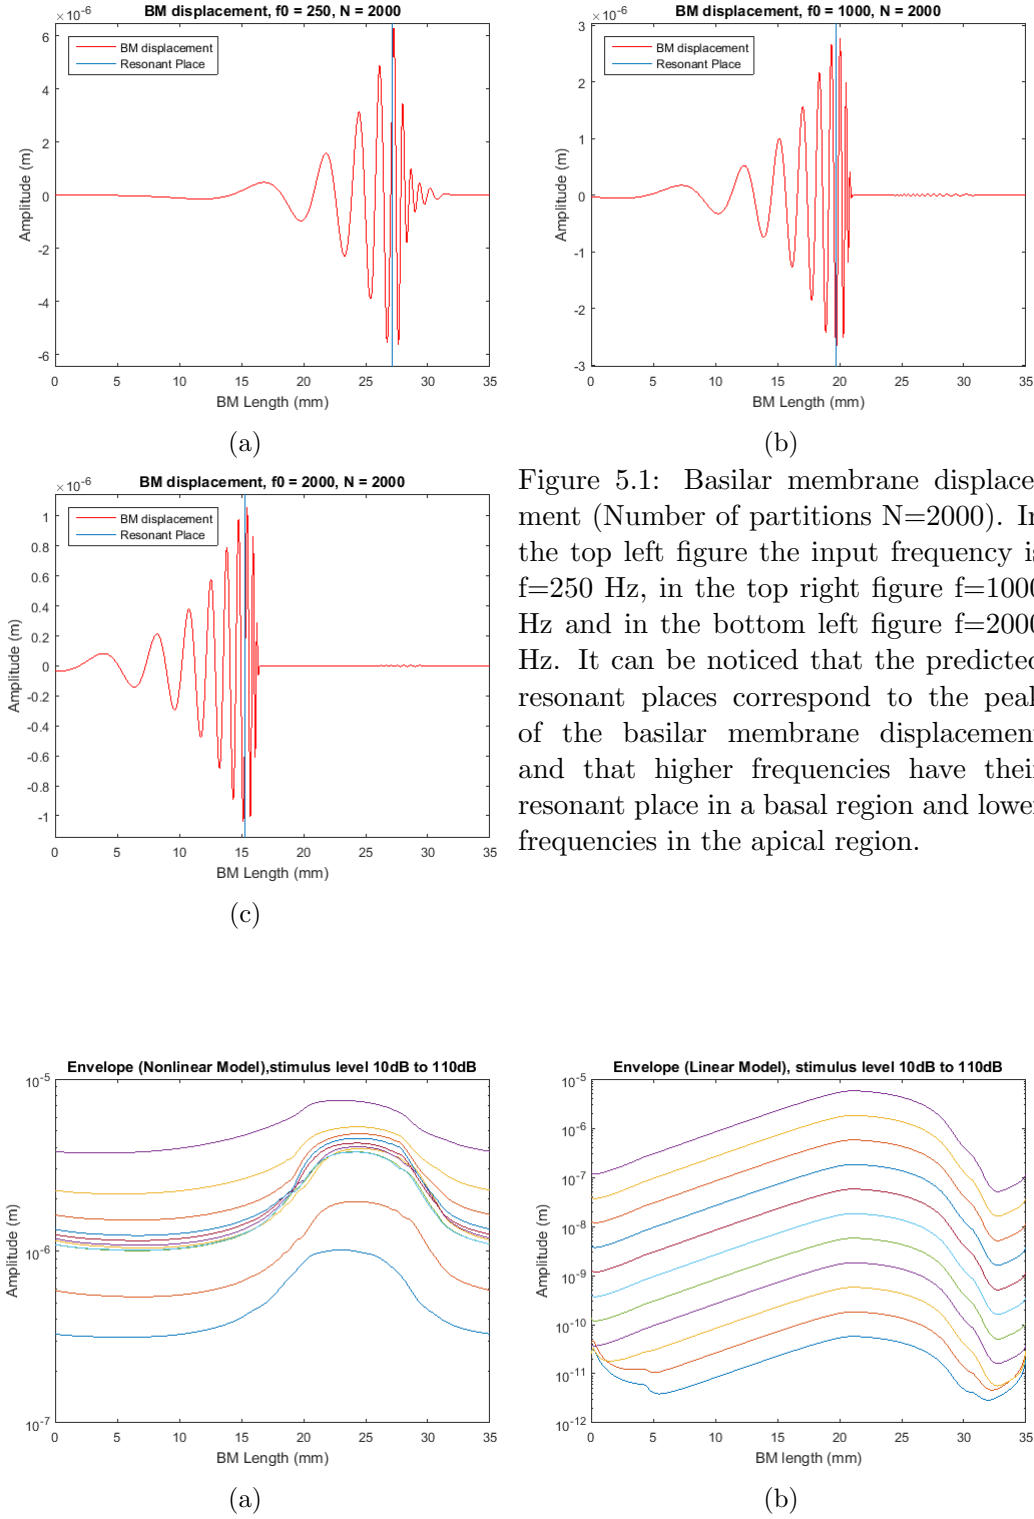 BM displacement, f0 = 250, N = 2000
×10-6
BM displacement
Resonant Place
6
4
2
0
-2
-4
-6
Amplitude (m)
0 5 10 15 20 25 30 35
BM Length (mm)
(a)
BM displacement, f0 = 1000, N = 2000
×10-6
BM displacement
Resonant Place
3
2
1
0
-1
-2
-3
Amplitude (m)
0 5 10 15 20 25 30 35
BM Length (mm)
(b)
BM displacement, f0 = 2000, N = 2000
×10-6
BM displacement
Resonant Place
1
0.8
0.6
0.4
0.2
0
-0.2
-0.4
-0.6
-0.8
-1
Amplitude (m)
0 5 10 15 20 25 30 35
BM Length (mm)
(c)
Figure 5.1: Basilar membrane displace
ment (Number of partitions N=2000). In
the top left figure the input frequency is
f=250 Hz, in the top right figure f=1000
Hz and in the bottom left figure f=2000
Hz. It can be noticed that the predicted
resonant places correspond to the peak
of the basilar membrane displacement
and that higher frequencies have their
resonant place in a basal region and lower
frequencies in the apical region.
Envelope (Nonlinear Model),stimulus level 10dB to 110dB
10-5
10-6
10-7
Amplitude (m)
0 5 10 15 20 25 30 35
BM Length (mm)
(a)
Envelope (Linear Model), stimulus level 10dB to 110dB
10-5
10-6
10-7
10-8
10-9
10-10
10-11
10-12
Amplitude (m)
0 5 10 15 20 25 30 35
BM length (mm)
(b)